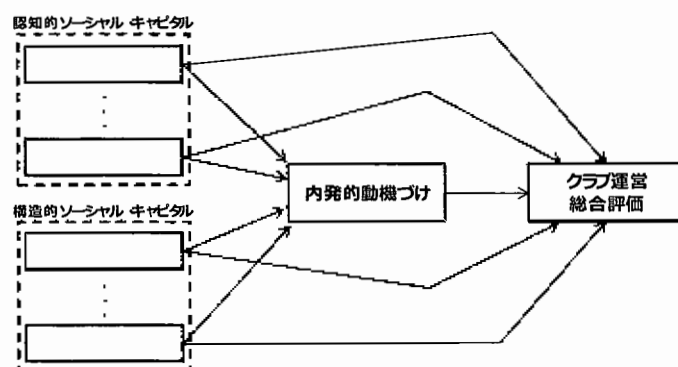 認知的ソーシャル キャピタル
内発的動機づけ
クラブ運営
総合評価
構造的ソーシャル キャピタル